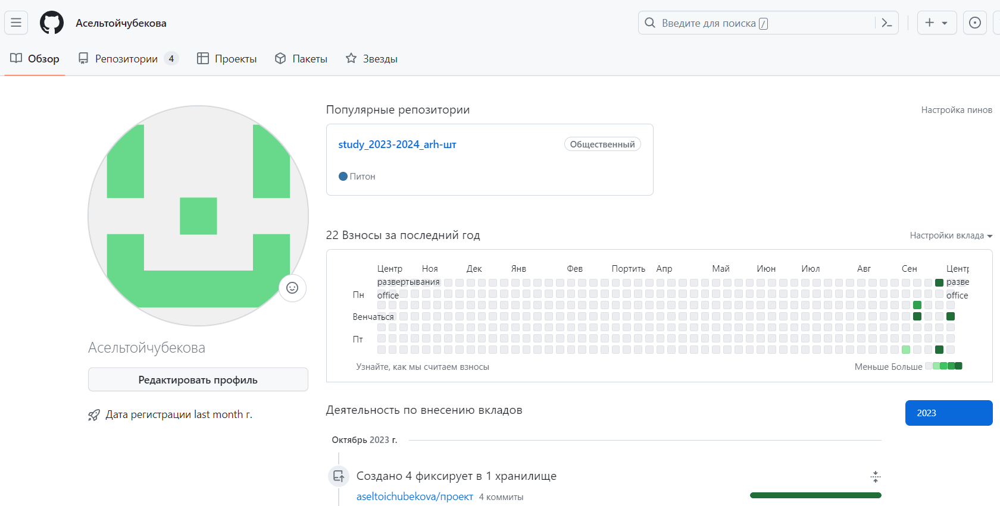 Асельтойчубекова
Введите для поиска /
Обзор
Репозитории 4
Проекты
Пакеты
Звезды
Популярные репозитории
Настройка пинов
study_2023-2024_arh-шт
Общественный
Питон
22 Взносы за последний год
Настройки вклада
Центр развертывания office
Ноя
Дек
Янв
Фев
Портить
Апр
Май
Июн
Июл
Авг
Сен
Центр
разве
office
Пн
Венчаться
Пт
Узнайте, как мы считаем взносы
Меньше Больше
Асельтойчубекова
Редактировать профиль
Дата регистрации last month г.
Деятельность по внесению вкладов
2023
Октябрь 2023 г.
Создано 4 фиксирует в 1 хранилище
aseltoichubekova/проект 4 коммиты